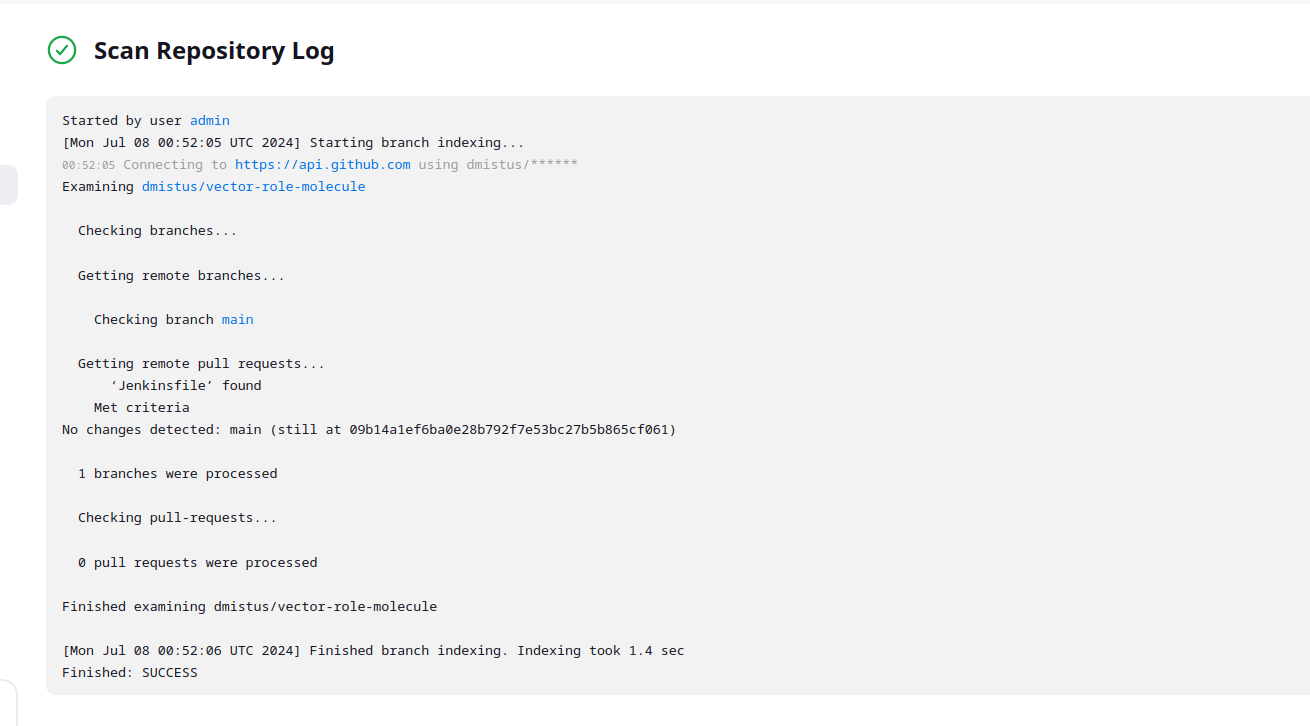 Scan Repository Log
Started by user admin
[Mon Jul 08 00:52:05 UTC 2024] Starting branch indexing...
00:52:05 Connecting to https://api.github.com using dmistus/******
Examining dmistus/vector-role-molecule
Checking branches...
Getting remote branches...
Checking branch main
Getting remote pull requests...
‘Jenkinsfile’ found
Met criteria
No changes detected: main (still at 09b14a1ef6ba0e28b792f7e53bc27b5b865cf061)
1 branches were processed
Checking pull-requests...
0 pull requests were processed
Finished examining dmistus/vector-role-molecule
[Mon Jul 08 00:52:06 UTC 2024] Finished branch indexing. Indexing took 1.4 sec
Finished: SUCCESS